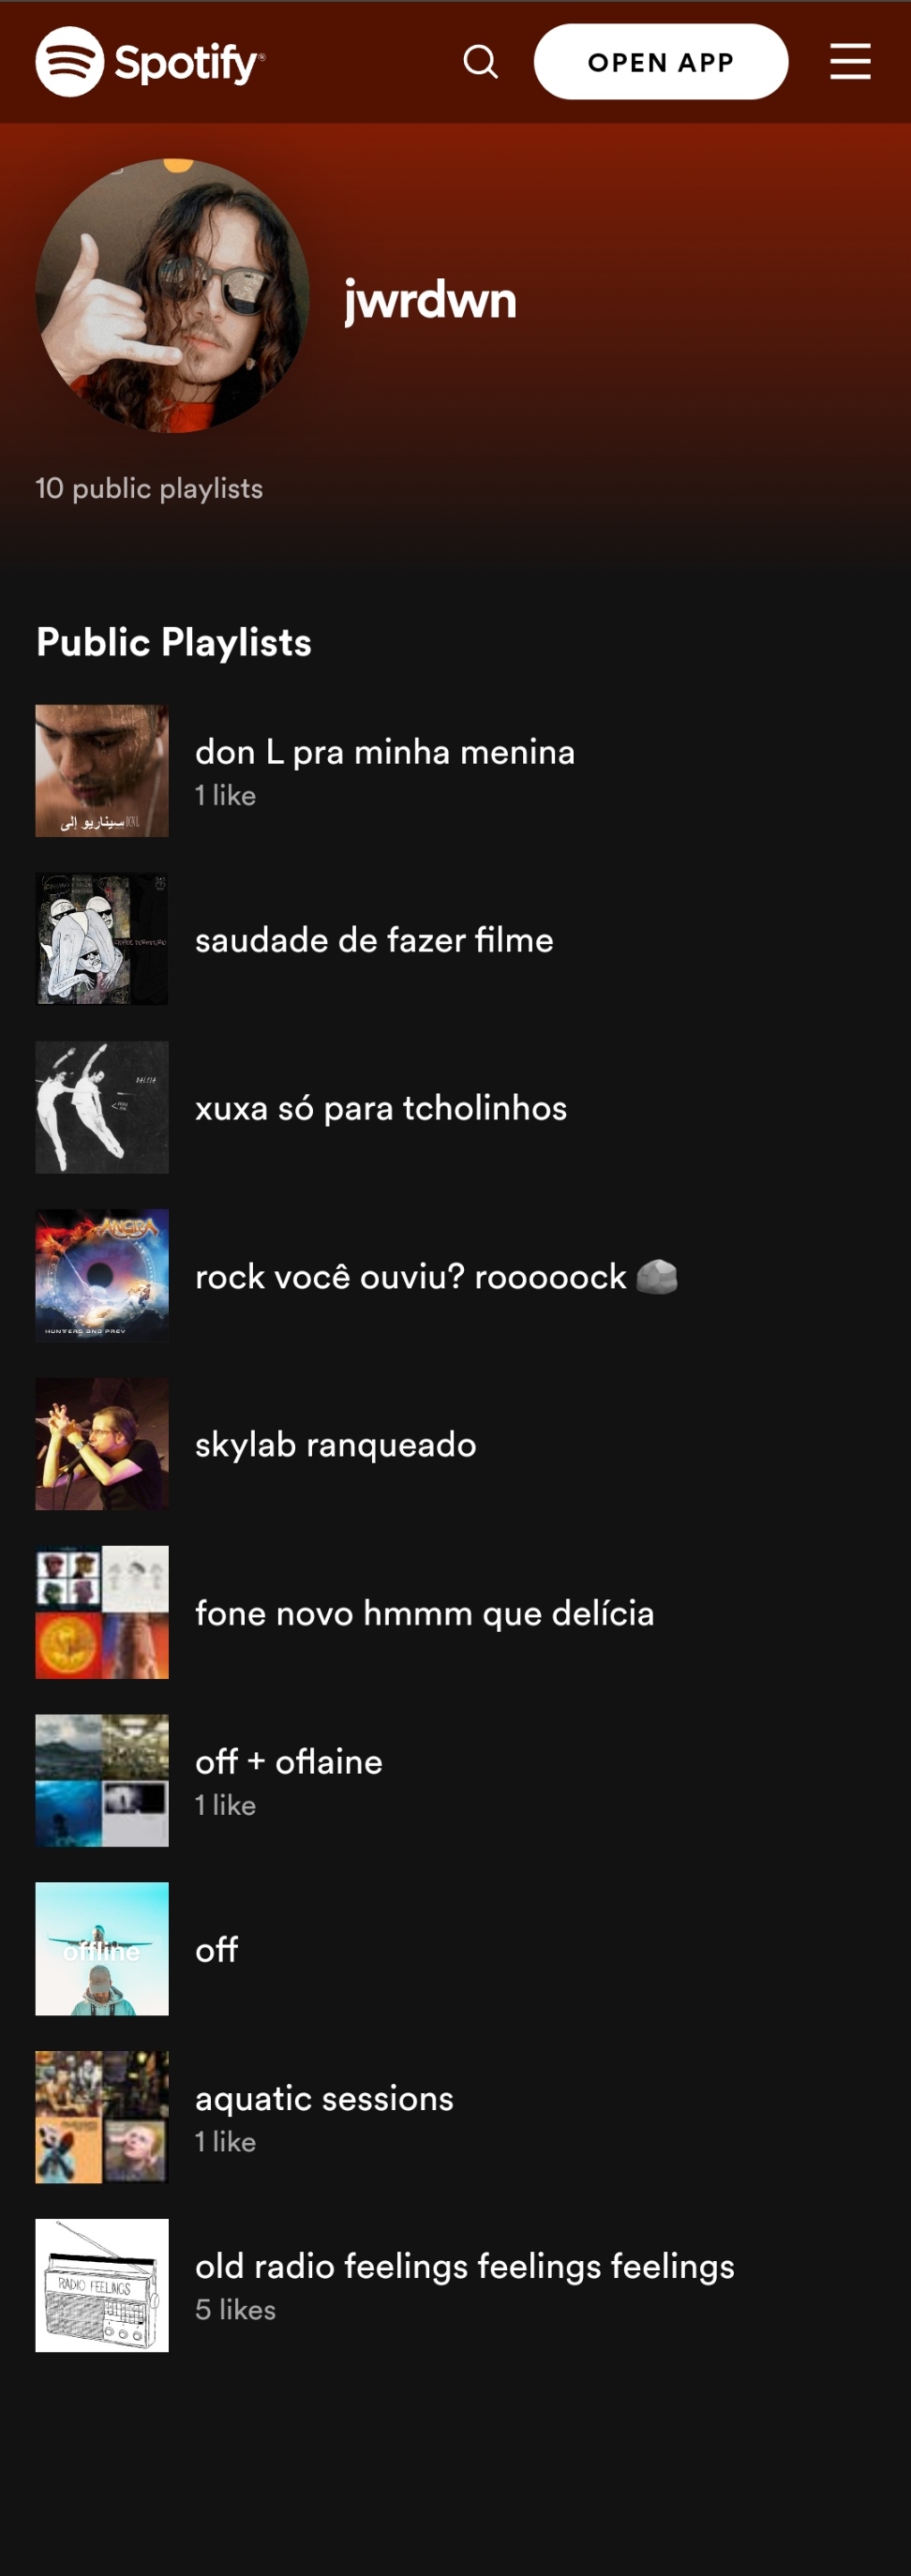 Spotify®
OPEN APP
jwrdwn
10 public playlists
Public Playlists
سيناريو إلى DON L
don L pra minha menina
1 like
saudade de fazer filme
xuxa só para tcholinhos
ANGRA
HUNTERS AND PREY
rock você ouviu? rooooock
skylab ranqueado
fone novo hmmm que delícia
off + oflaine
1 like
offline
off
aquatic sessions
1 like
RADIO FEELINGS
old radio feelings feelings feelings
5 likes